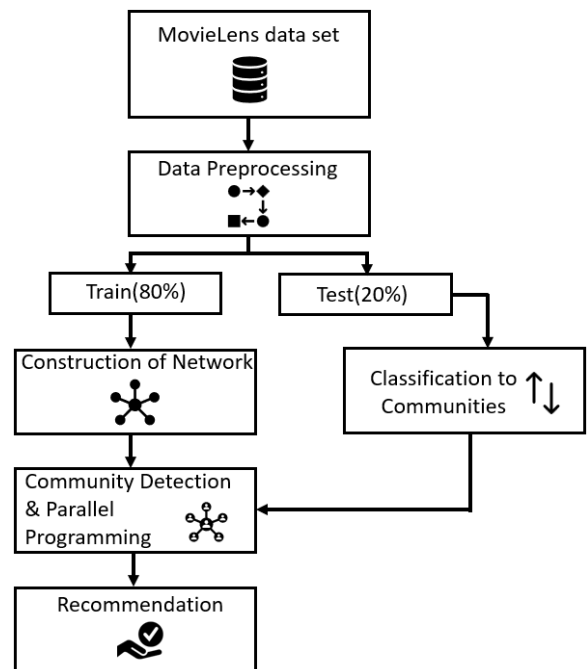 MovieLens data set
Data Preprocessing
Train(80%)
Test(20%)
Construction of Network
Classification to
Communities
Community Detection
& Parallel
Programming
Recommendation